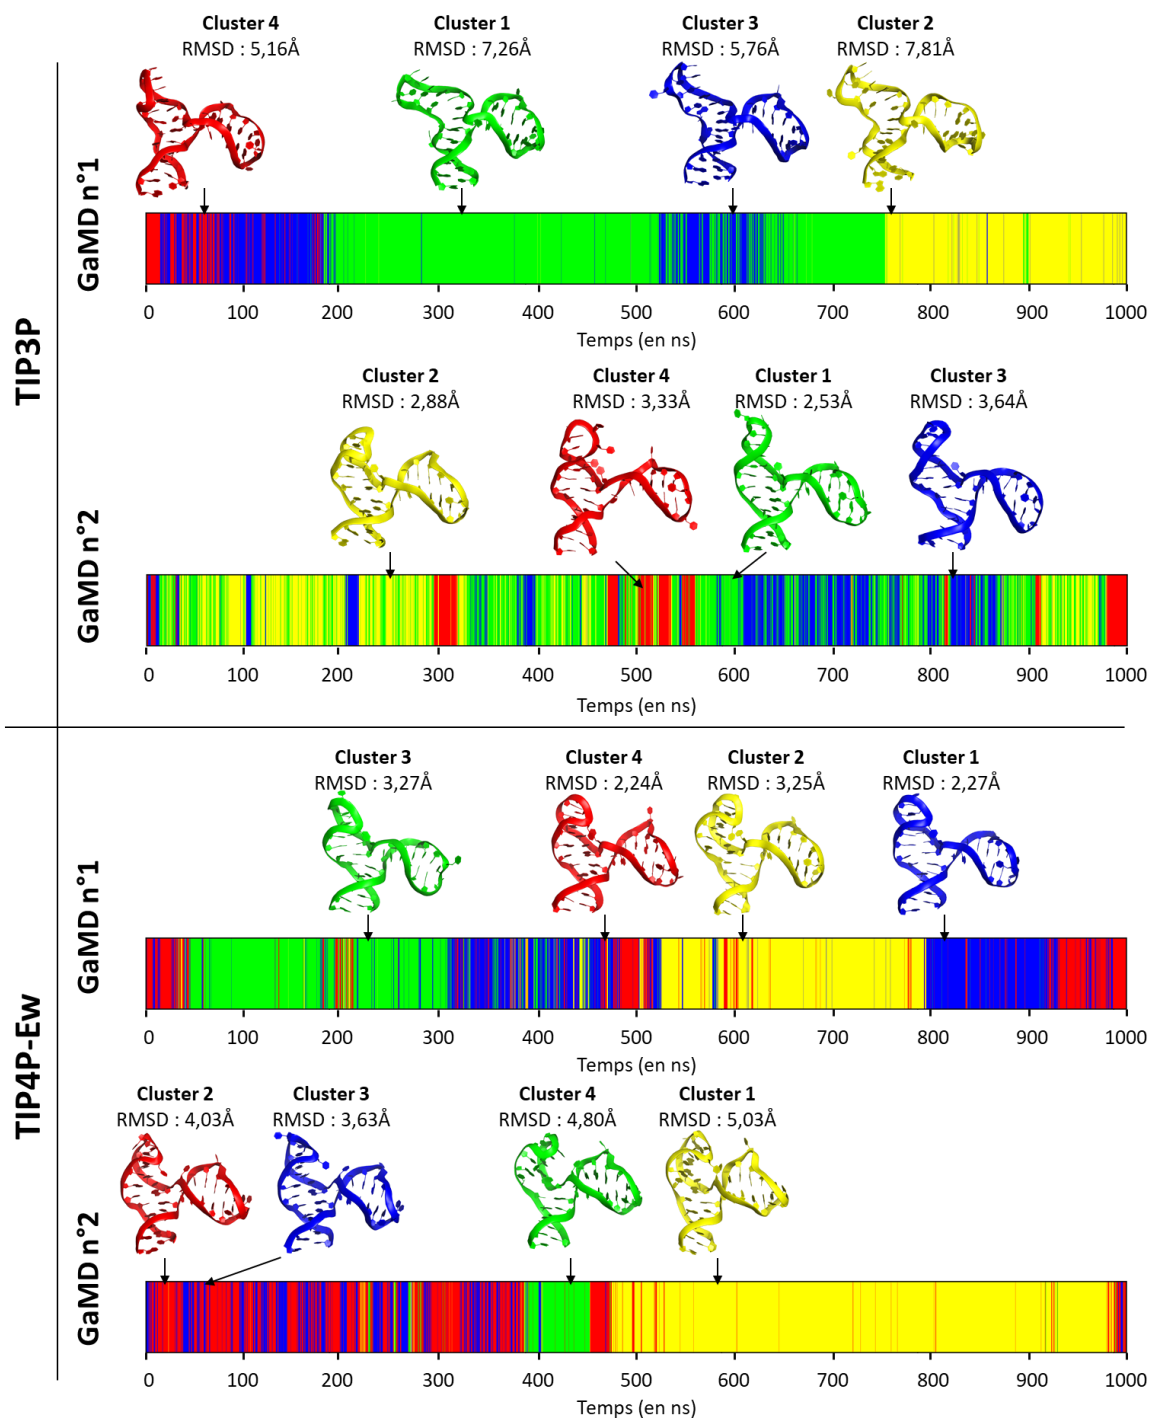 Cluster 4 Cluster 1 Cluster 3 Cluster 2
RMSD : 5,16Å RMSD : 7,26Å RMSD : 5,76Å RMSD : 7,81Å
TIP3P
GaMD n°1
0 100 200 300 400 500 600 700 800 900 1000
Temps (en ns)
Cluster 2 Cluster 4 Cluster 1 Cluster 3
RMSD : 2,88Å RMSD : 3,33Å RMSD : 2,53Å RMSD : 3,64Å
GaMD n°2
0 100 200 300 400 500 600 700 800 900 1000
Temps (en ns)
TIP4P-Ew
Cluster 3 Cluster 4 Cluster 2 Cluster 1
RMSD : 3,27Å RMSD : 2,24Å RMSD : 3,25Å RMSD : 2,27Å
GaMD n°1
0 100 200 300 400 500 600 700 800 900 1000
Temps (en ns)
Cluster 2 Cluster 3 Cluster 4 Cluster 1
RMSD : 4,03Å RMSD : 3,63Å RMSD : 4,80Å RMSD : 5,03Å
GaMD n°2
0 100 200 300 400 500 600 700 800 900 1000
Temps (en ns)